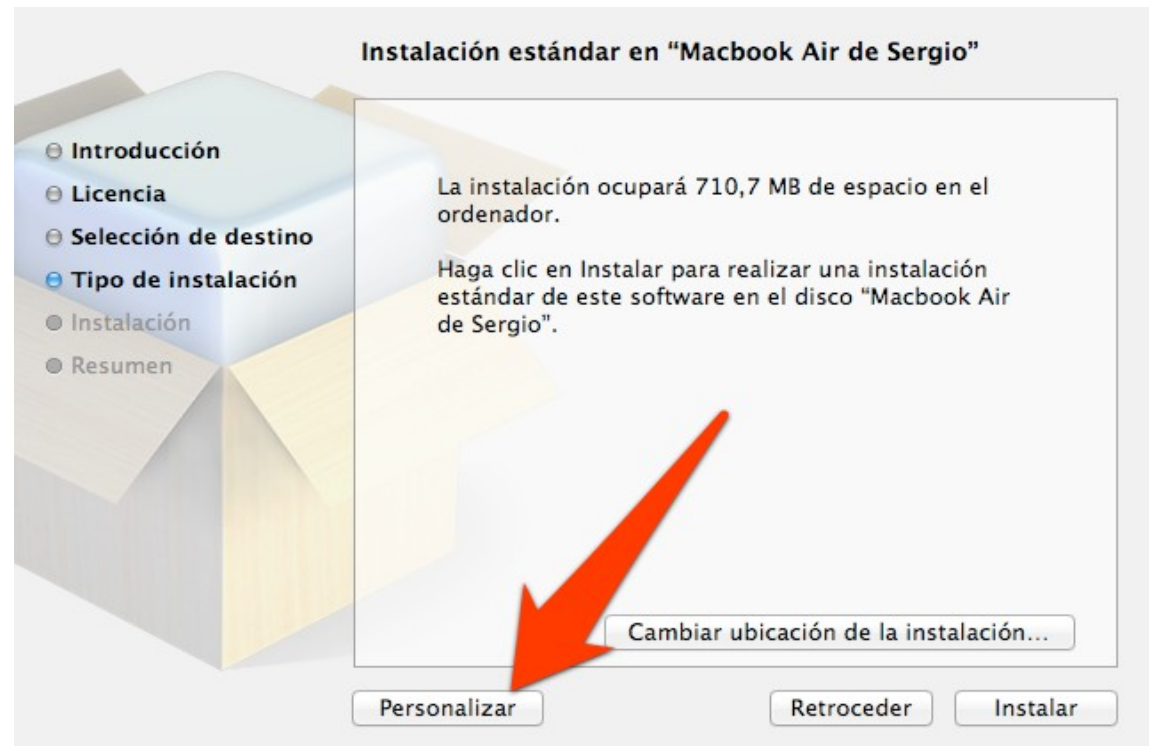 Instalación estándar en “Macbook Air de Sergio”
Introducción
Licencia
Selección de destino
Tipo de instalación
Instalación
Resumen
La instalación ocupará 710,7 MB de espacio en el
ordenador.
Haga clic en Instalar para realizar una instalación
estándar de este software en el disco “Macbook Air
de Sergio”.
Cambiar ubicación de la instalación...
Personalizar
Retroceder
Instalar